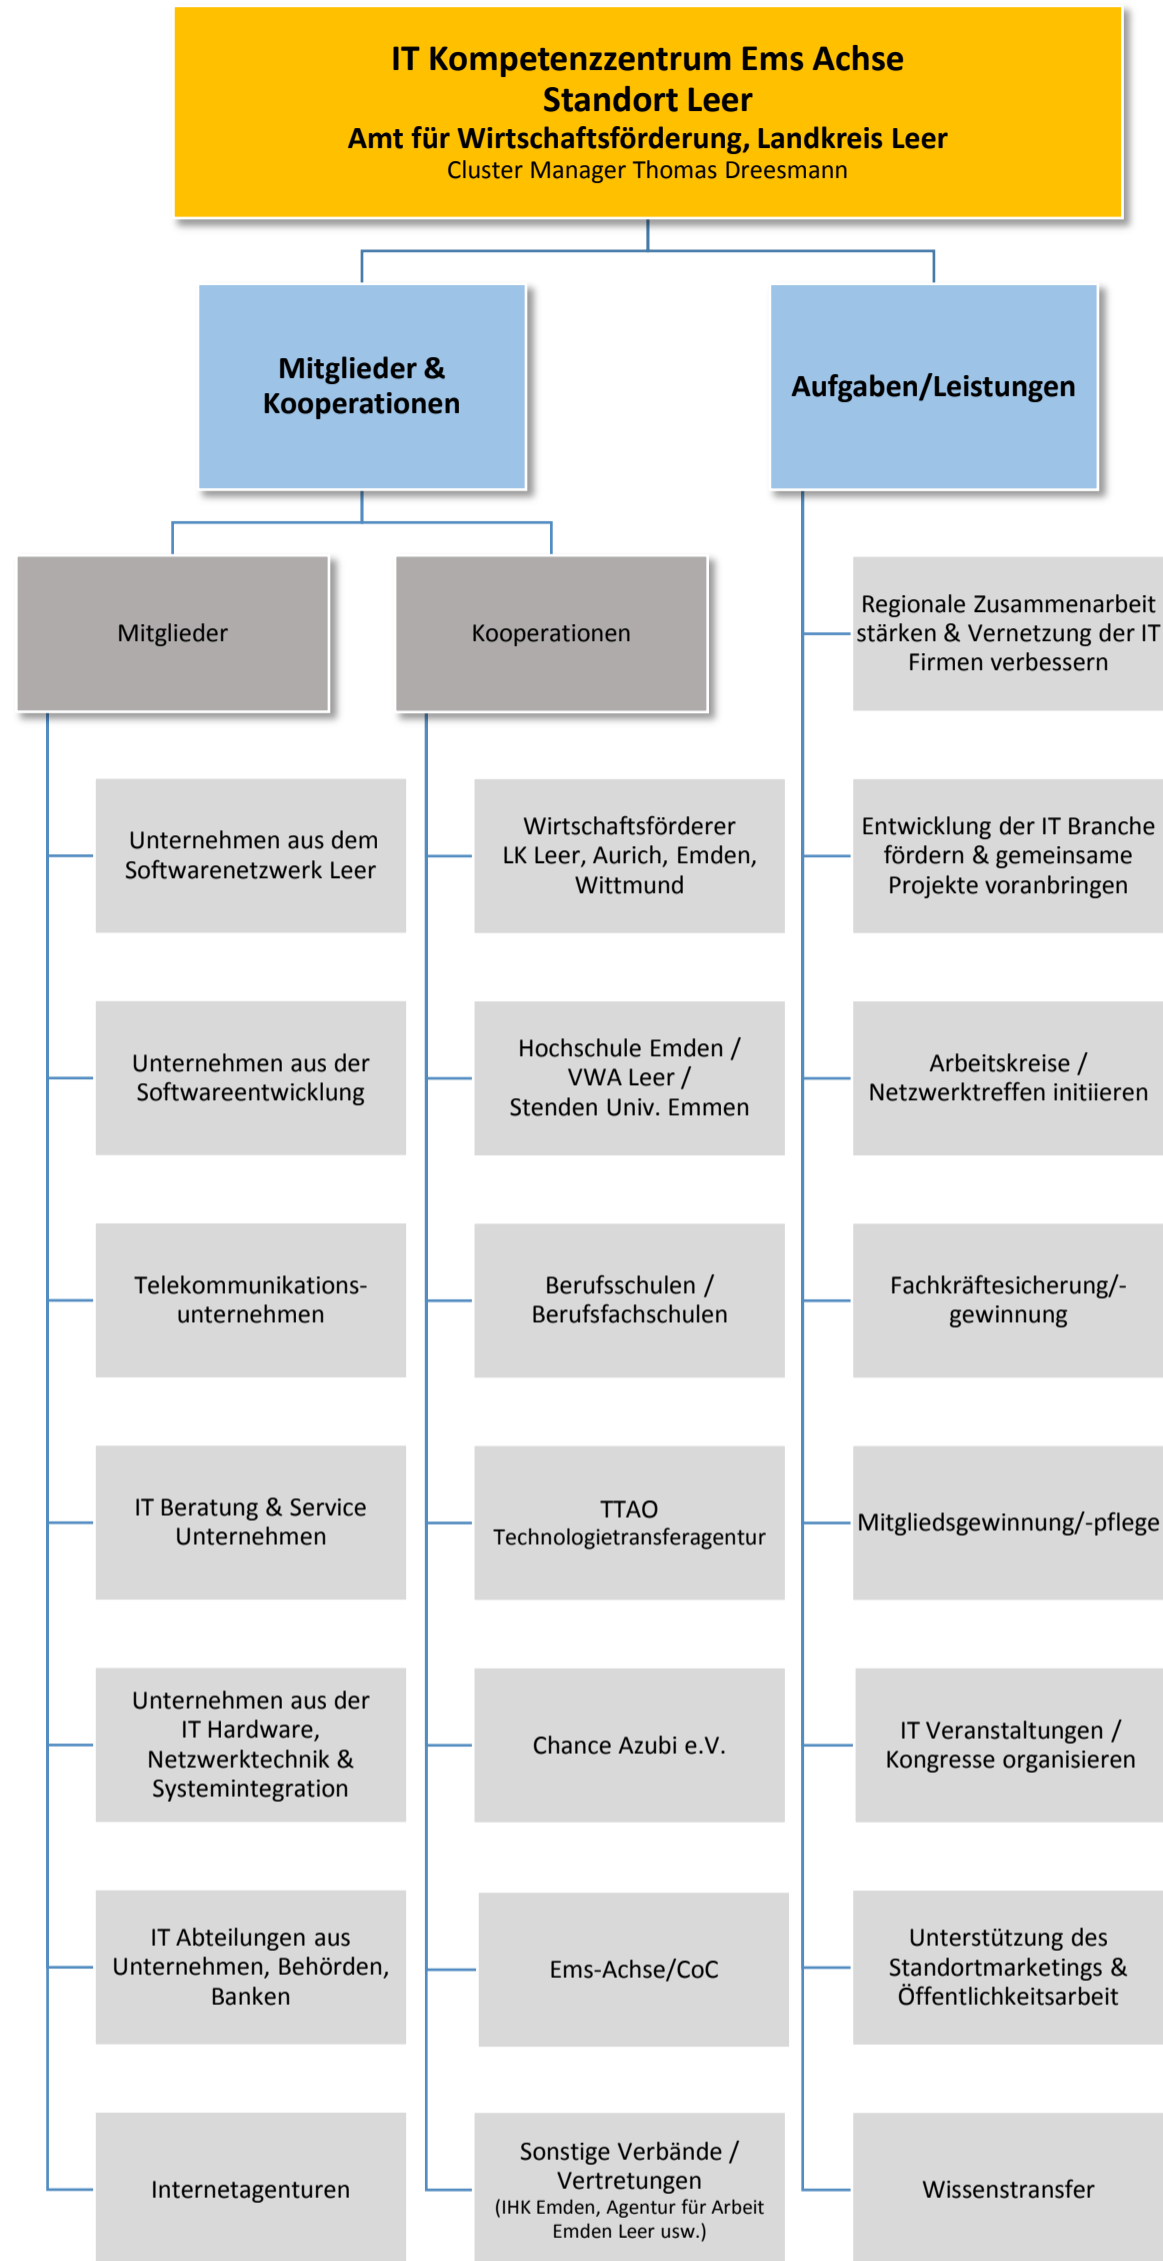 IT Kompetenzzentrum Ems Achse
Standort Leer
Amt für Wirtschaftsförderung, Landkreis Leer
Cluster Manager Thomas Dreesmann
Mitglieder &
Kooperationen
Aufgaben/Leistungen
Mitglieder
Unternehmen aus dem
Softwarenetzwerk Leer
Unternehmen aus der
Softwareentwicklung
Telekommunikations-
unternehmen
IT Beratung & Service
Unternehmen
Unternehmen aus der
IT Hardware,
Netzwerktechnik &
Systemintegration
IT Abteilungen aus
Unternehmen, Behörden,
Banken
Internetagenturen
Kooperationen
Wirtschaftsförderer
LK Leer, Aurich, Emden,
Wittmund
Hochschule Emden /
VWA Leer /
Stenden Univ. Emmen
Berufsschulen /
Berufsfachschulen
TTAO
Technologietransferagentur
Chance Azubi e.V.
Ems-Achse/CoC
Sonstige Verbände /
Vertretungen
(IHK Emden, Agentur für Arbeit
Emden Leer usw.)
Regionale Zusammenarbeit
stärken & Vernetzung der IT
Firmen verbessern
Entwicklung der IT Branche
fördern & gemeinsame
Projekte voranbringen
Arbeitskreise /
Netzwerktreffen initiieren
Fachkräftesicherung/-
gewinnung
Mitgliedsgewinnung/-pflege
IT Veranstaltungen /
Kongresse organisieren
Unterstützung des
Standortmarketings &
Öffentlichkeitsarbeit
Wissenstransfer